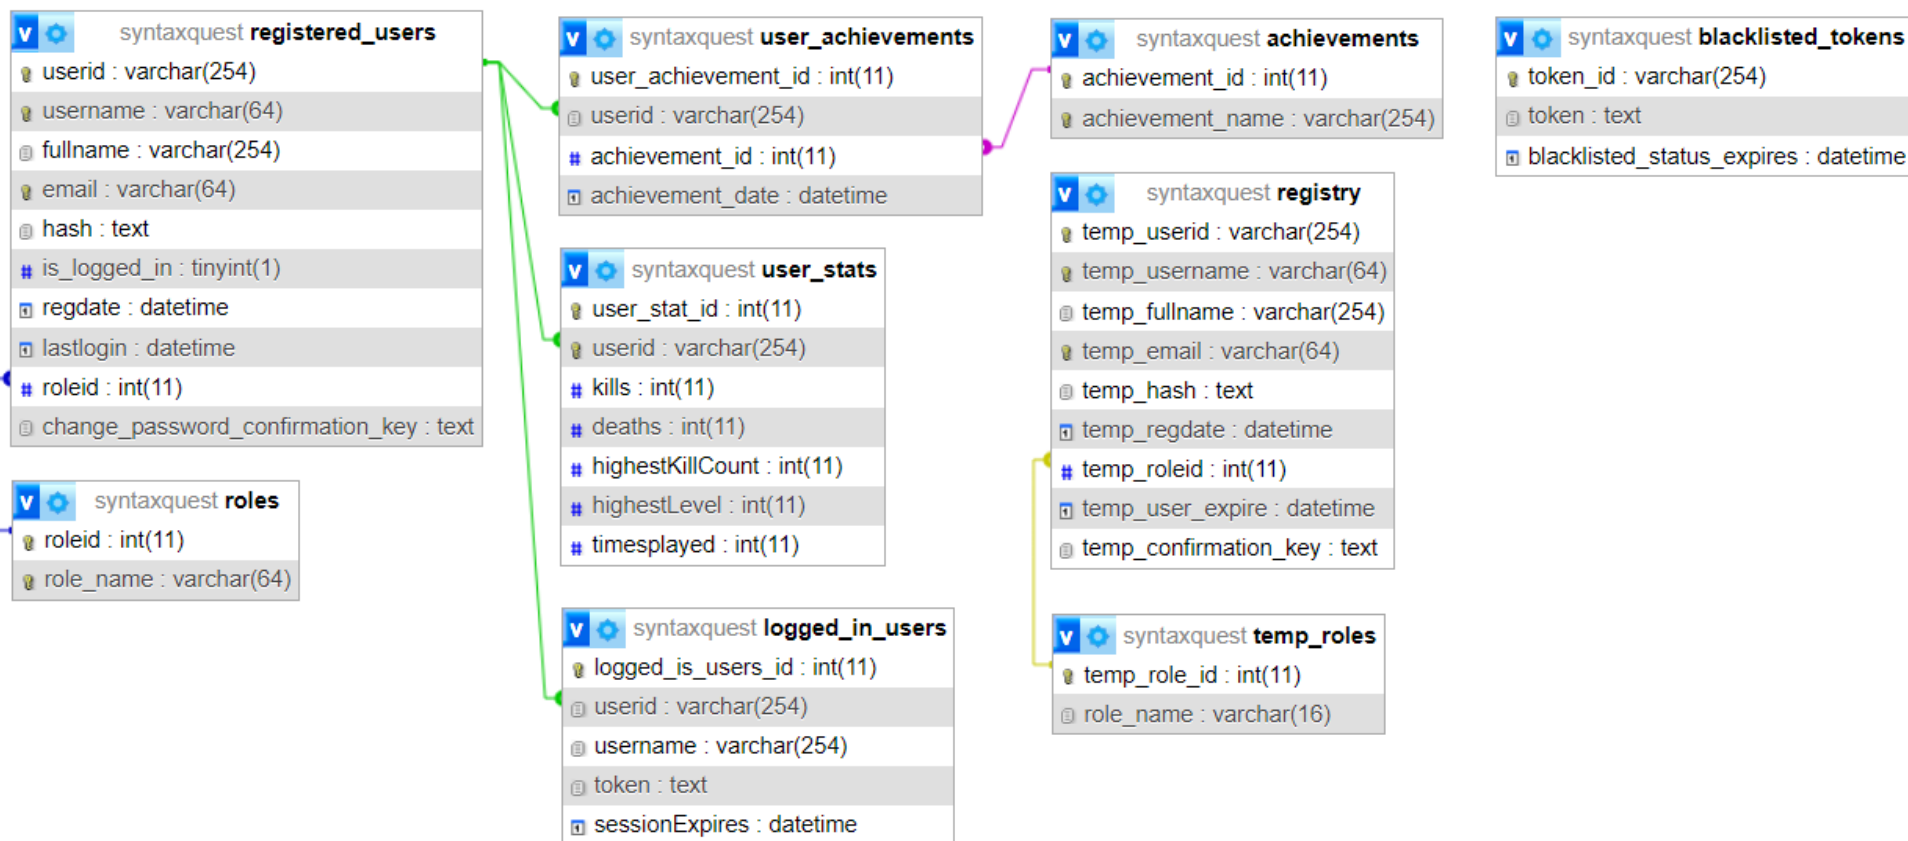 v syntaxquest registered_users
userid : varchar(254)
username : varchar(64)
fullname : varchar(254)
email : varchar(64)
hash : text
is_logged_in : tinyint(1)
regdate : datetime
lastlogin : datetime
roleid : int(11)
change_password_confirmation_key : text
v syntaxquest roles
roleid : int(11)
role_name : varchar(64)
v syntaxquest user_achievements
user_achievement_id : int(11)
userid : varchar(254)
achievement_id : int(11)
achievement_date : datetime
v syntaxquest user_stats
user_stat_id : int(11)
userid : varchar(254)
kills : int(11)
deaths : int(11)
highestKillCount : int(11)
highestLevel : int(11)
timesplayed : int(11)
v syntaxquest logged_in_users
logged_is_users_id : int(11)
userid : varchar(254)
username : varchar(254)
token : text
sessionExpires : datetime
v syntaxquest achievements
achievement_id : int(11)
achievement_name : varchar(254)
v syntaxquest registry
temp_userid : varchar(254)
temp_username : varchar(64)
temp_fullname : varchar(254)
temp_email : varchar(64)
temp_hash : text
temp_regdate : datetime
temp_roleid : int(11)
temp_user_expire : datetime
temp_confirmation_key : text
v syntaxquest temp_roles
temp_role_id : int(11)
role_name : varchar(16)
v syntaxquest blacklisted_tokens
token_id : varchar(254)
token : text
blacklisted_status_expires : datetime